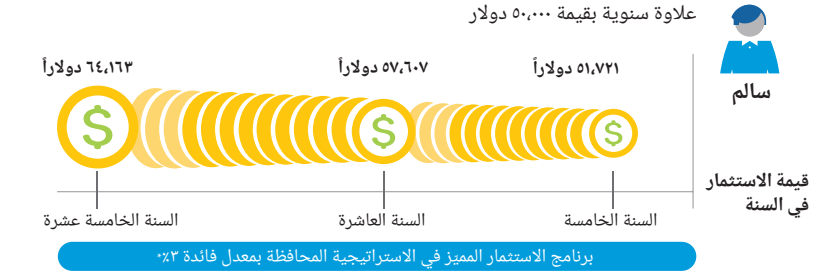 علاوة سنوية بقيمة ٥٠،٠٠٠ دولار
سالم
٥١،٧٢١ دولاراً
٥٧،٦٠٧ دولاراً
٦٤،١٦٣ دولاراً
$ $ $
قيمة الاستثمار
في السنة
السنة الخامسة
السنة العاشرة
السنة الخامسة عشرة
برنامج الاستثمار المميز في الاستراتيجية المحافظة بمعدل فائدة ٣٪*